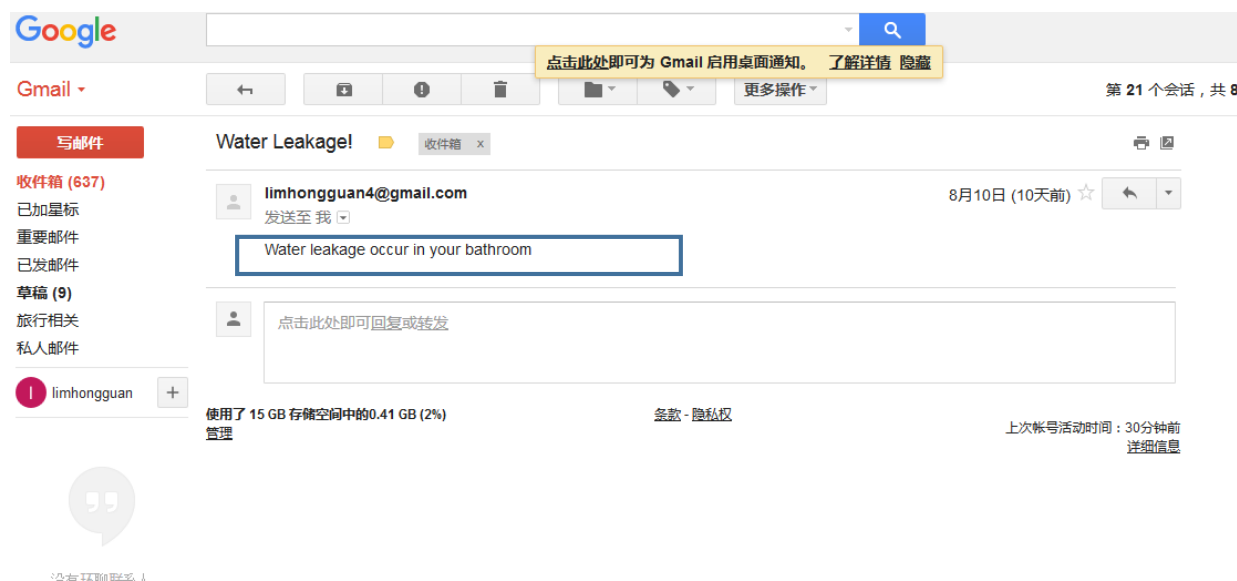 Google
点击此处即可为 Gmail 启用桌面通知。 了解详情 隐藏
Gmail
更多操作
第 21 个会话，共 8
写邮件
Water Leakage!
收件箱 x
收件箱 (637)
已加星标
重要邮件
已发邮件
草稿 (9)
旅行相关
私人邮件
limhongguan4@gmail.com
8月10日 (10天前)
发送至 我
Water leakage occur in your bathroom
点击此处即可回复或转发
l limhongguan +
使用了 15 GB 存储空间中的0.41 GB (2%)
管理
条款 - 隐私权
上次帐号活动时间：30分钟前
详细信息
没有环聊联系人